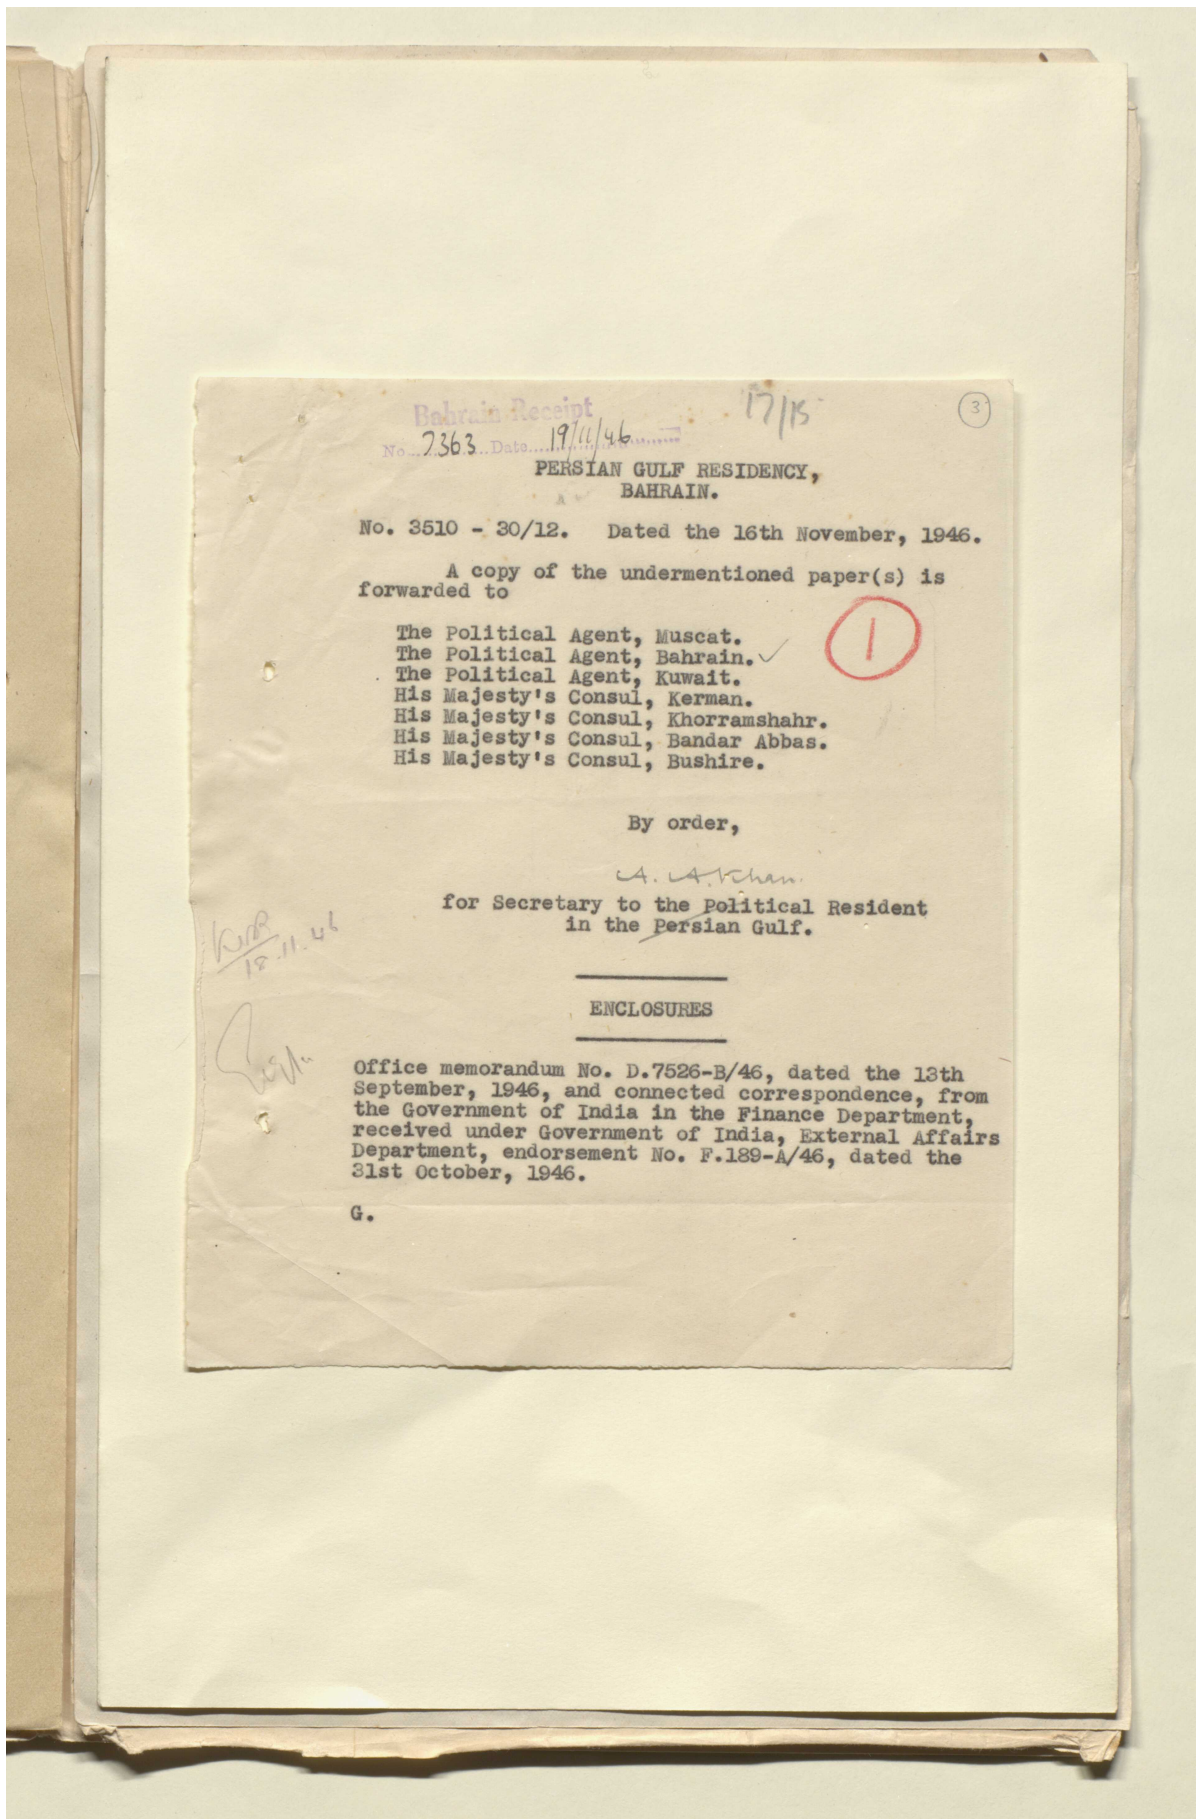 17/15
3
Bahrain Receipt
No. 7363 Date 19/11/46
PERSIAN GULF RESIDENCY,
BAHRAIN.
No. 3510 - 30/12. Dated the 16th November, 1946.
A copy of the undermentioned paper(s) is
forwarded to
1
The Political Agent, Muscat.
The Political Agent, Bahrain. ✓
The Political Agent, Kuwait.
His Majesty's Consul, Kerman.
His Majesty's Consul, Khorramshahr.
His Majesty's Consul, Bandar Abbas.
His Majesty's Consul, Bushire.
By order,
A. A. Khan.
for Secretary to the Political Resident
in the Persian Gulf.
18.11.46
ENCLOSURES
Office memorandum No. D.7526-B/46, dated the 13th
September, 1946, and connected correspondence, from
the Government of India in the Finance Department,
received under Government of India, External Affairs
Department, endorsement No. F.189-A/46, dated the
31st October, 1946.
G.